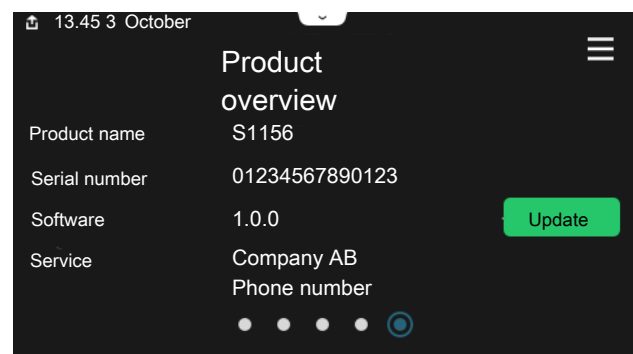 13.45 3 October
Product
overview
Product name S1156
Serial number 01234567890123
Software 1.0.0 Update
Service Company AB
Phone number